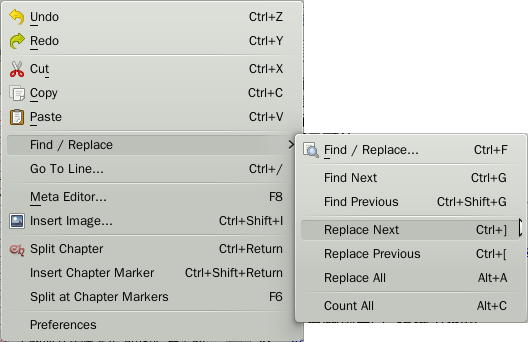 Undo Ctrl+Z
Redo Ctrl+Y
Cut Ctrl+X
Copy Ctrl+C
Paste Ctrl+V
Find / Replace
Go To Line... Ctrl+/
Meta Editor... F8
Insert Image... Ctrl+Shift+I
Split Chapter Ctrl+Return
Insert Chapter Marker Ctrl+Shift+Return
Split at Chapter Markers F6
Preferences
Find / Replace... Ctrl+F
Find Next Ctrl+G
Find Previous Ctrl+Shift+G
Replace Next Ctrl+]
Replace Previous Ctrl+[
Replace All Alt+A
Count All Alt+C